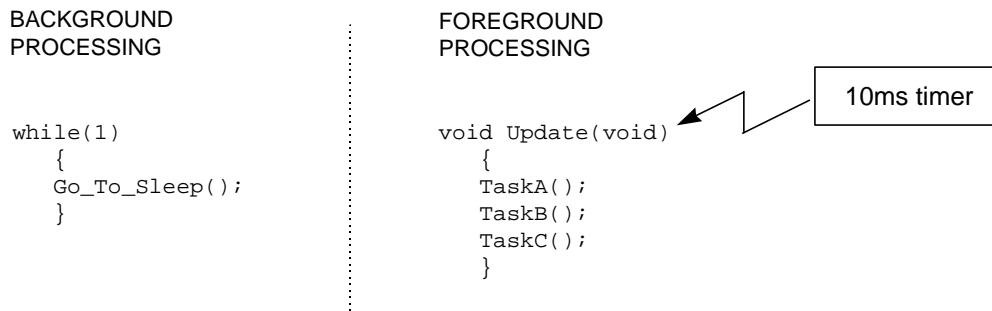 BACKGROUND
PROCESSING
while(1)
{
Go_To_Sleep();
}
FOREGROUND
PROCESSING
10ms timer
void Update(void)
{
TaskA();
TaskB();
TaskC();
}